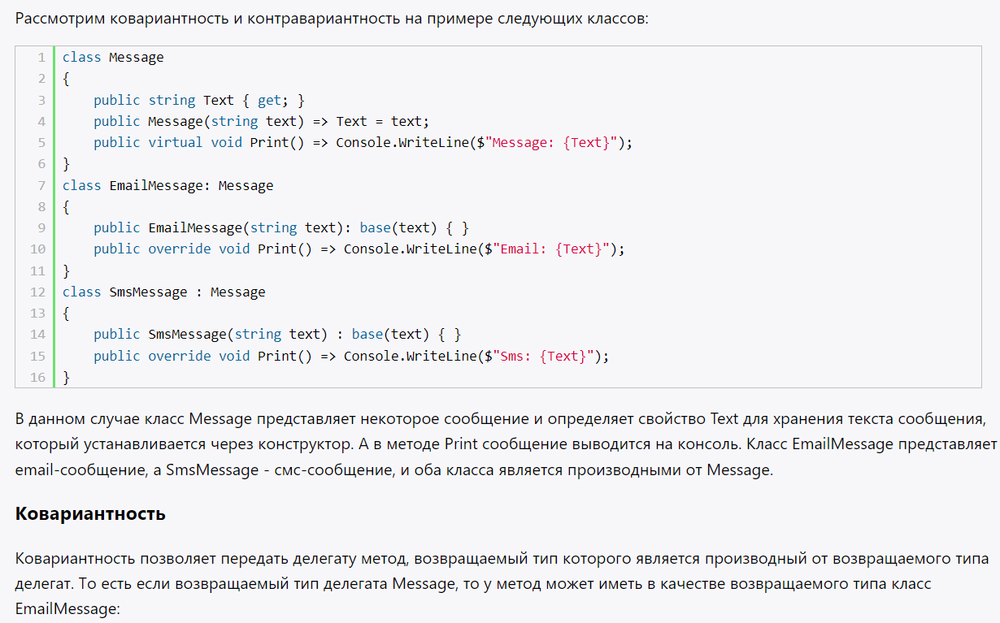 Рассмотрим ковариантность и контравариантность на примере следующих классов:
1 class Message
2 {
3     public string Text { get; }
4     public Message(string text) => Text = text;
5     public virtual void Print() => Console.WriteLine($"Message: {Text}");
6 }
7 class EmailMessage: Message
8 {
9     public EmailMessage(string text): base(text) { }
10     public override void Print() => Console.WriteLine($"Email: {Text}");
11 }
12 class SmsMessage : Message
13 {
14     public SmsMessage(string text) : base(text) { }
15     public override void Print() => Console.WriteLine($"Sms: {Text}");
16 }
В данном случае класс Message представляет некоторое сообщение и определяет свойство Text для хранения текста сообщения,
который устанавливается через конструктор. А в методе Print сообщение выводится на консоль. Класс EmailMessage представляет
email-сообщение, а SmsMessage - смс-сообщение, и оба класса является производными от Message.
Ковариантность
Ковариантность позволяет передать делегату метод, возвращаемый тип которого является производный от возвращаемого типа
делегат. То есть если возвращаемый тип делегата Message, то у метод может иметь в качестве возвращаемого типа класс
EmailMessage: